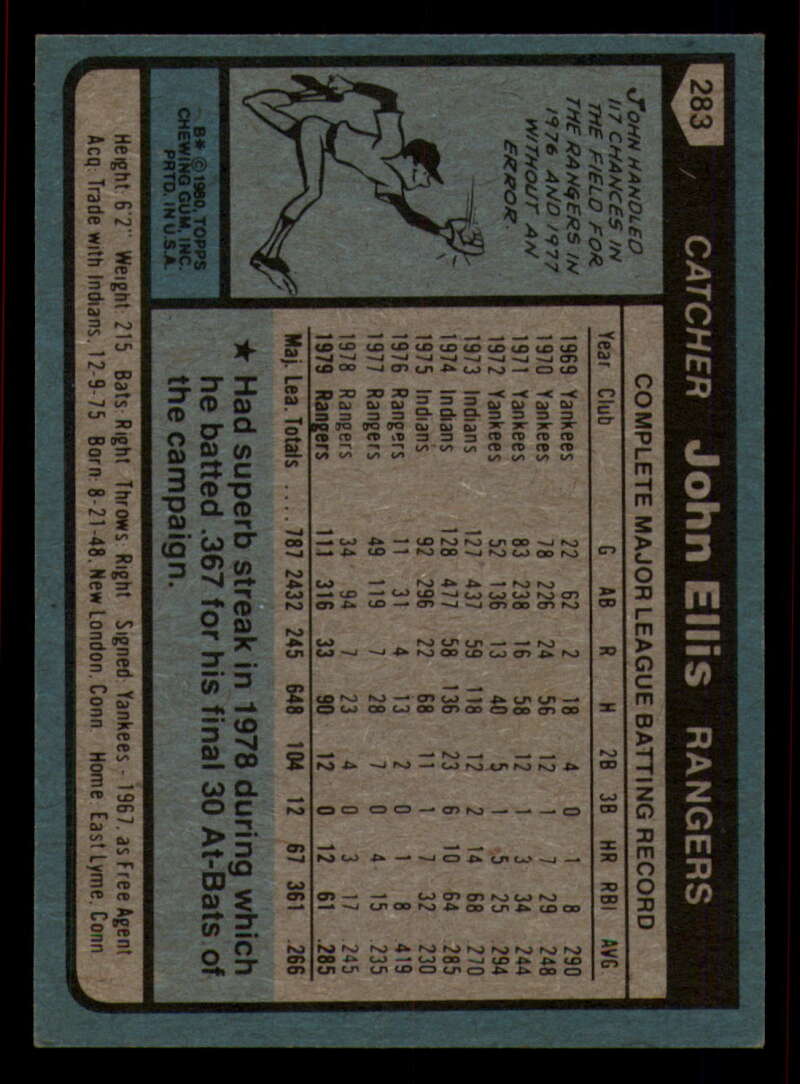 283
CATCHER John Ellis RANGERS
JOHN HANDLED
117 CHANCES IN
THE FIELD FOR
THE RANGERS IN
1976 AND 1977
WITHOUT AN
ERROR.
B* © 1980 TOPPS
CHEWING GUM, INC.
PRTD. IN U.S.A.
COMPLETE MAJOR LEAGUE BATTING RECORD
Year Club G AB R H 2B 3B HR RBI AVG.
1969 Yankees 22 62 2 18 4 0 1 8 .290
1970 Yankees 78 226 24 56 12 1 7 29 .248
1971 Yankees 83 238 16 58 12 1 3 34 .244
1972 Yankees 52 136 13 40 5 1 5 25 .294
1973 Indians 127 437 59 118 12 2 14 68 .270
1974 Indians 128 477 58 136 23 6 10 64 .285
1975 Indians 92 296 22 68 11 1 7 32 .230
1976 Rangers 11 31 4 13 2 0 1 8 .419
1977 Rangers 49 119 7 28 7 0 4 15 .235
1978 Rangers 34 94 7 23 4 0 3 17 .245
1979 Rangers 111 316 33 90 12 0 12 61 .285
Maj. Lea. Totals .... 787 2432 245 648 104 12 67 361 .266
★ Had superb streak in 1978 during which
he batted .367 for his final 30 At-Bats of
the campaign.
Height: 6'2" Weight: 215 Bats: Right Throws: Right Signed: Yankees - 1967, as Free Agent
Acq: Trade with Indians, 12-9-75 Born: 8-21-48, New London, Conn. Home: East Lyme, Conn.